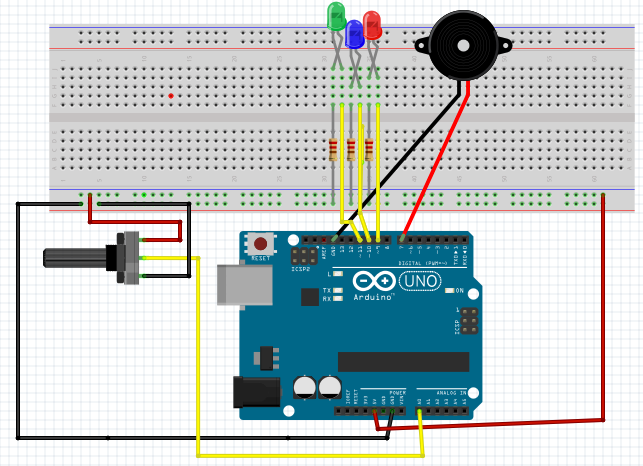 RESET
ICSP2
AREF
GND
13
12
~11
~10
~9
8
7
~6
~5
4
~3
2
TX▸1
RX◂0
DIGITAL (PWM=~)
L
TX
RX
Arduino™
UNO
ON
ICSP
1
IOREF
RESET
3V3
5V
GND
GND
VIN
POWER
ANALOG IN
A0
A1
A2
A3
A4
A5